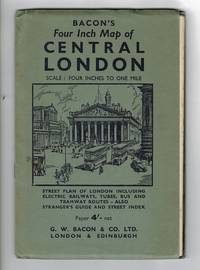 BACON'S
Four Inch Map of
CENTRAL
LONDON
SCALE: FOUR INCHES TO ONE MILE
STREET PLAN OF LONDON INCLUDING
ELECTRIC RAILWAYS, TUBES, BUS AND
TRAMWAY ROUTES - ALSO
STRANGER'S GUIDE AND STREET INDEX
Paper 4/- net
G. W. BACON & CO. LTD.
LONDON & EDINBURGH